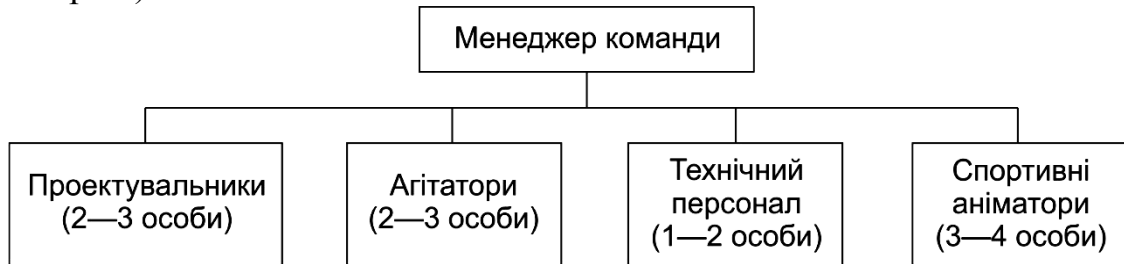 Менеджер команди
Проектувальники
(2—3 особи)
Агітатори
(2—3 особи)
Технічний
персонал
(1—2 особи)
Спортивні
аніматори
(3—4 особи)